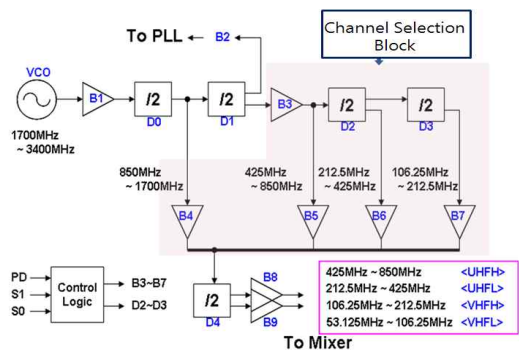 Channel Selection
Block
To PLL
B2
VCO
B1
/2
D0
/2
D1
B3
/2
D2
/2
D3
1700MHz
~ 3400MHz
850MHz
~ 1700MHz
425MHz
~ 850MHz
212.5MHz
~ 425MHz
106.25MHz
~ 212.5MHz
B4
B5
B6
B7
PD
S1
S0
Control
Logic
B3~B7
D2~D3
/2
D4
B8
B9
To Mixer
425MHz ~ 850MHz <UHFH>
212.5MHz ~ 425MHz <UHFL>
106.25MHz ~ 212.5MHz <VHFH>
53.125MHz ~ 106.25MHz <VHFL>